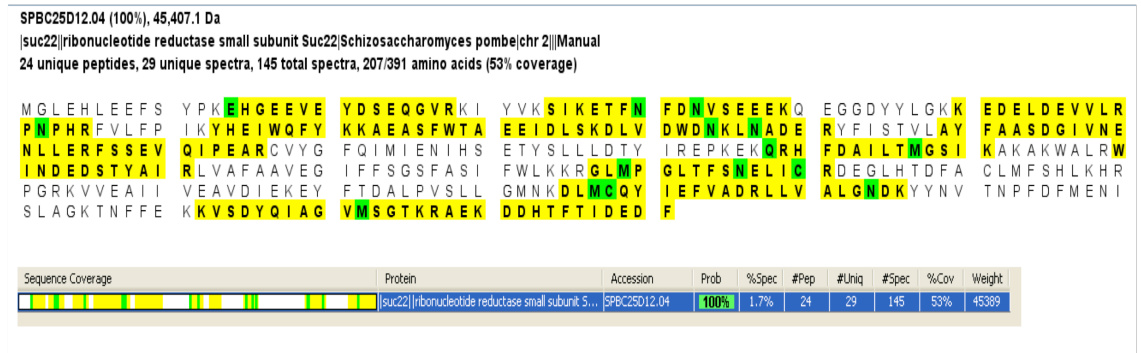 SPBC25D12.04 (100%), 45,407.1 Da
|suc22||ribonucleotide reductase small subunit Suc22|Schizosaccharomyces pombe|chr 2|||Manual
24 unique peptides, 29 unique spectra, 145 total spectra, 207/391 amino acids (53% coverage)
MGLEHLEEFS YPKEHGEEVE YDSEQGVRKI YVKSIKETFN FDNVSEEEKQ EGGDYYLGKK EDELDEVVLR
PNPHRFVLFP IKYHEIWQFY KKAEASFWTA EEIDLSKDLV DWDNKLNADE RYFISTVLAY FAASDGIVNE
NLLERFSSEV QIPEARCVYG FQIMIENIHS ETYSLLLDTY IREPKEKQRH FDAILTMGSI KAKAKWALRW
INDEDSTYAI RLVAFAAVEG IFFSGSFASI FWLKKRGLMP GLTFSNELIC RDEGLHTDFA CLMFSHLKHR
PGRKVVEAII VEAVDIEKEY FTDALPVSLL GMNKDLMCQY IEFVADRLLV ALGNDKYYNV TNPFDFMENI
SLAGKTNFFE KKVSDYQIAG VMSGTKRAEK DDHTFTIDED F
Sequence Coverage Protein Accession Prob %Spec #Pep #Uniq #Spec %Cov Weight
|suc22||ribonucleotide reductase small subunit S... SPBC25D12.04 100% 1.7% 24 29 145 53% 45389